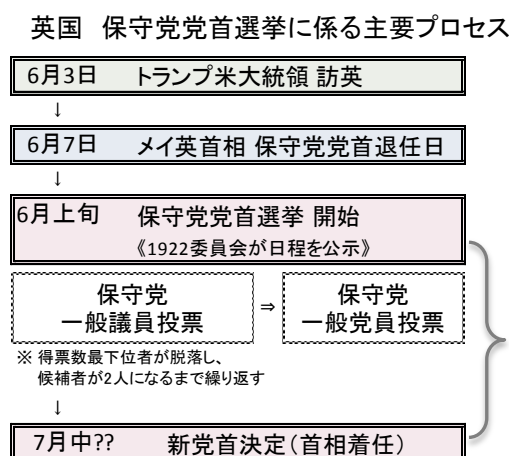 英国 保守党党首選挙に係る主要プロセス
6月3日 トランプ米大統領 訪英
↓
6月7日 メイ英首相 保守党党首退任日
↓
6月上旬 保守党党首選挙 開始
《1922委員会が日程を公示》
保守党
一般議員投票
⇒
保守党
一般党員投票
※ 得票数最下位者が脱落し、
候補者が2人になるまで繰り返す
↓
7月中?? 新党首決定(首相着任)